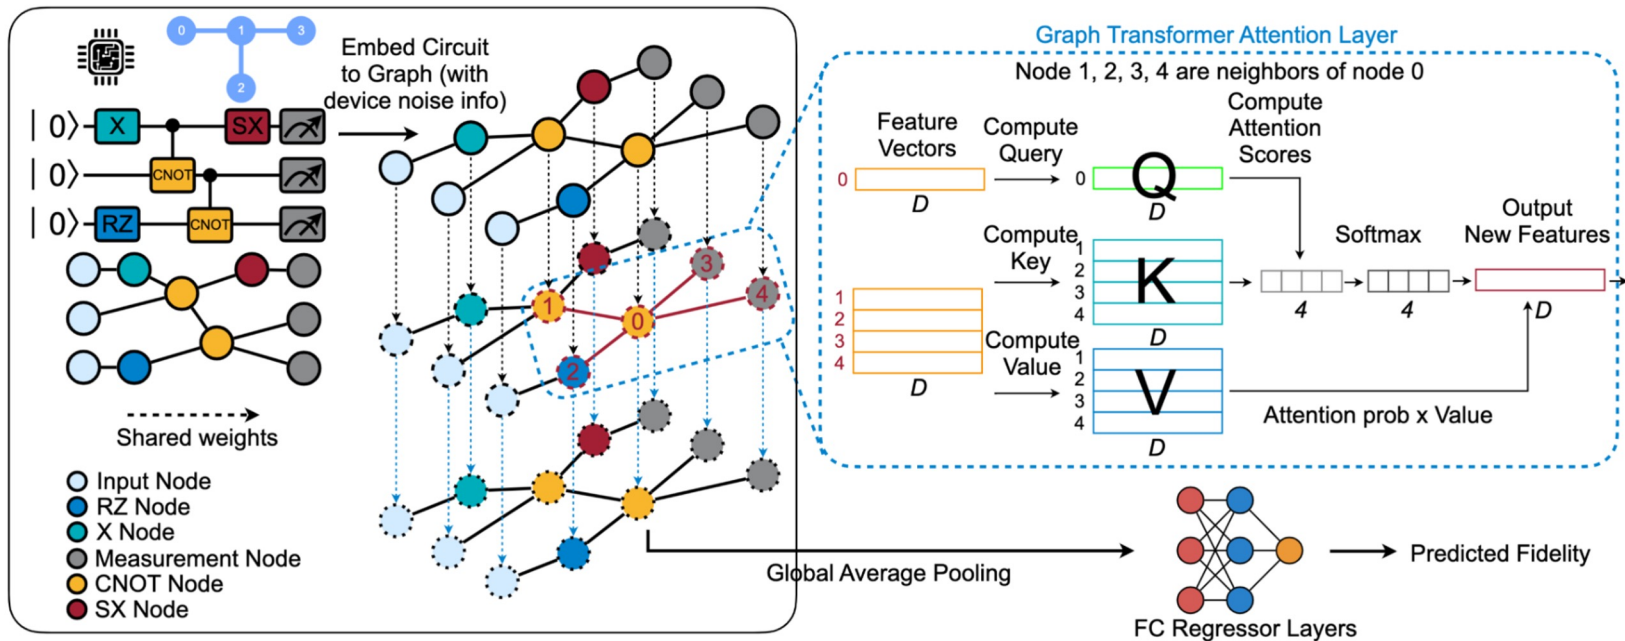 0 1 3
2
Embed Circuit
to Graph (with
device noise info)
| 0⟩ X SX
| 0⟩ CNOT
| 0⟩ RZ CNOT
Shared weights
Input Node
RZ Node
X Node
Measurement Node
CNOT Node
SX Node
1 0 3 4
2
Graph Transformer Attention Layer
Node 1, 2, 3, 4 are neighbors of node 0
Feature
Vectors
0
D
Compute
Query
0 Q
D
Compute
Attention
Scores
1
2
3
4
D
Compute
Key
1
2
3
4
K
D
Compute
Value
1
2
3
4
V
D
4
Softmax
4
Output
New Features
D
Attention prob x Value
Global Average Pooling
FC Regressor Layers
Predicted Fidelity